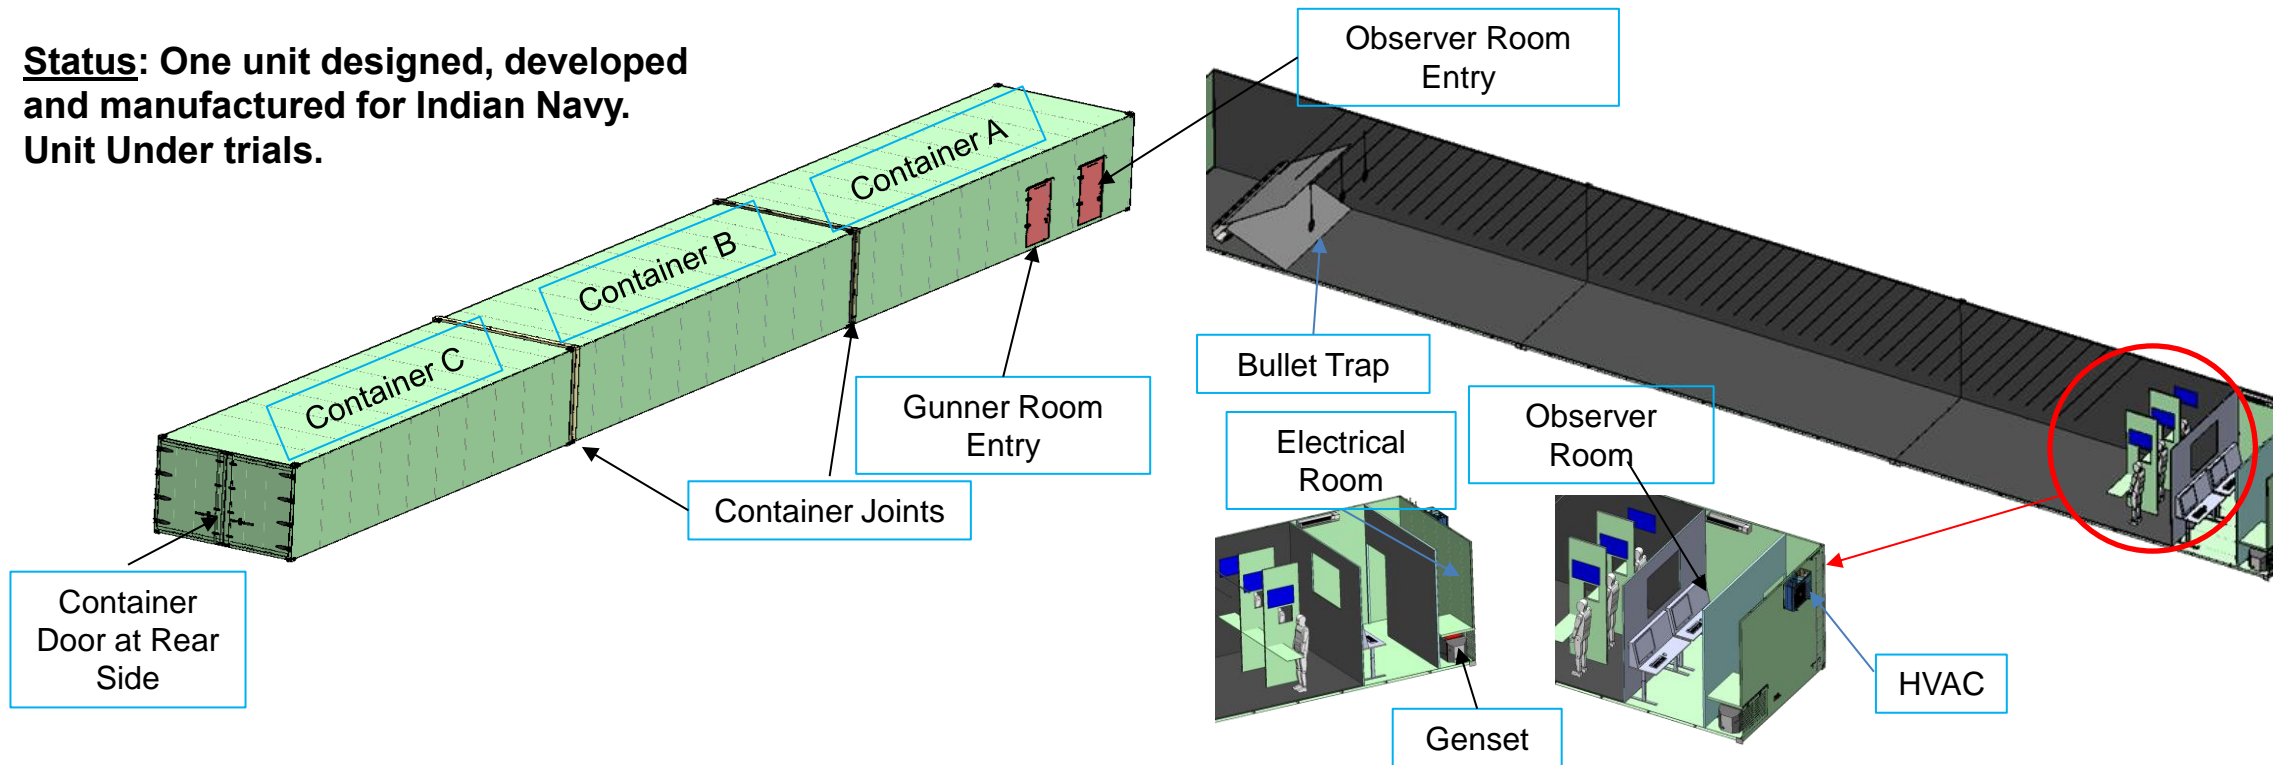 Status: One unit designed, developed
and manufactured for Indian Navy.
Unit Under trials.
Observer Room
Entry
Container A
Container B
Container C
Bullet Trap
Gunner Room
Entry
Electrical
Room
Observer
Room
Container Joints
Container
Door at Rear
Side
HVAC
Genset